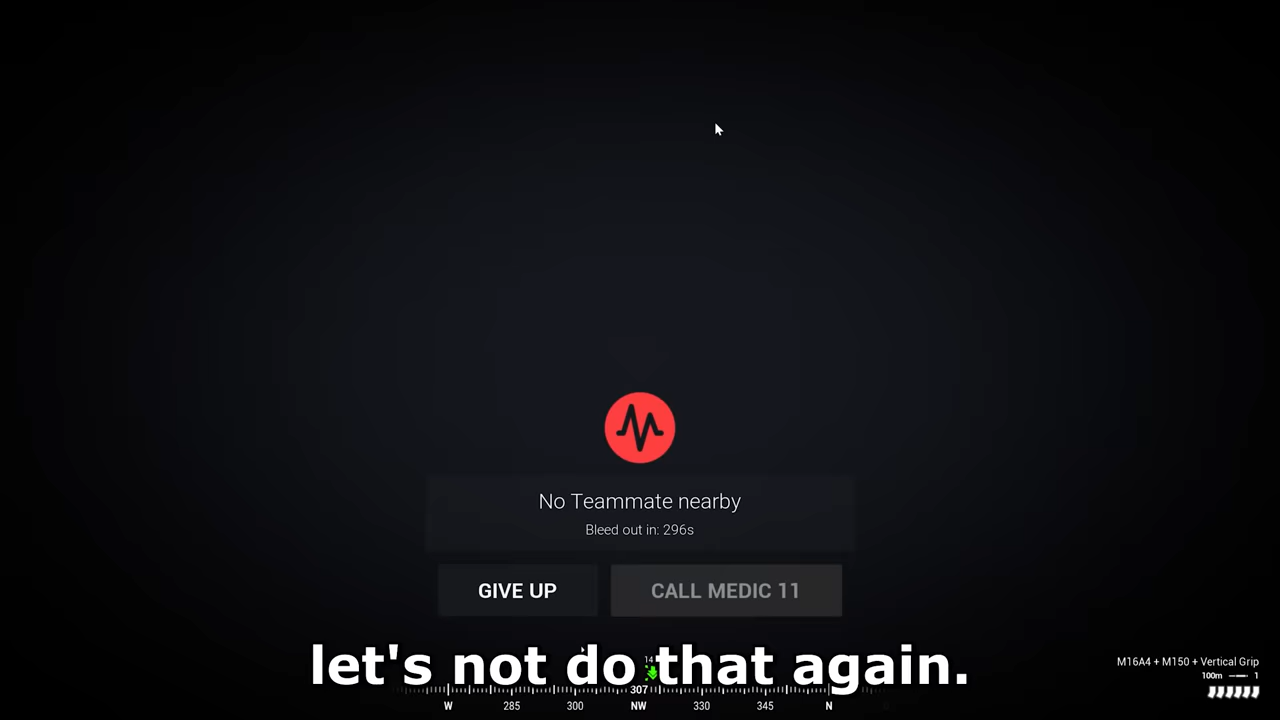 No Teammate nearby
Bleed out in: 296s
GIVE UP
CALL MEDIC 11
let's not do that again.
14
307
W 285 300 NW 330 345 N
M16A4 + M150 + Vertical Grip
100m 1